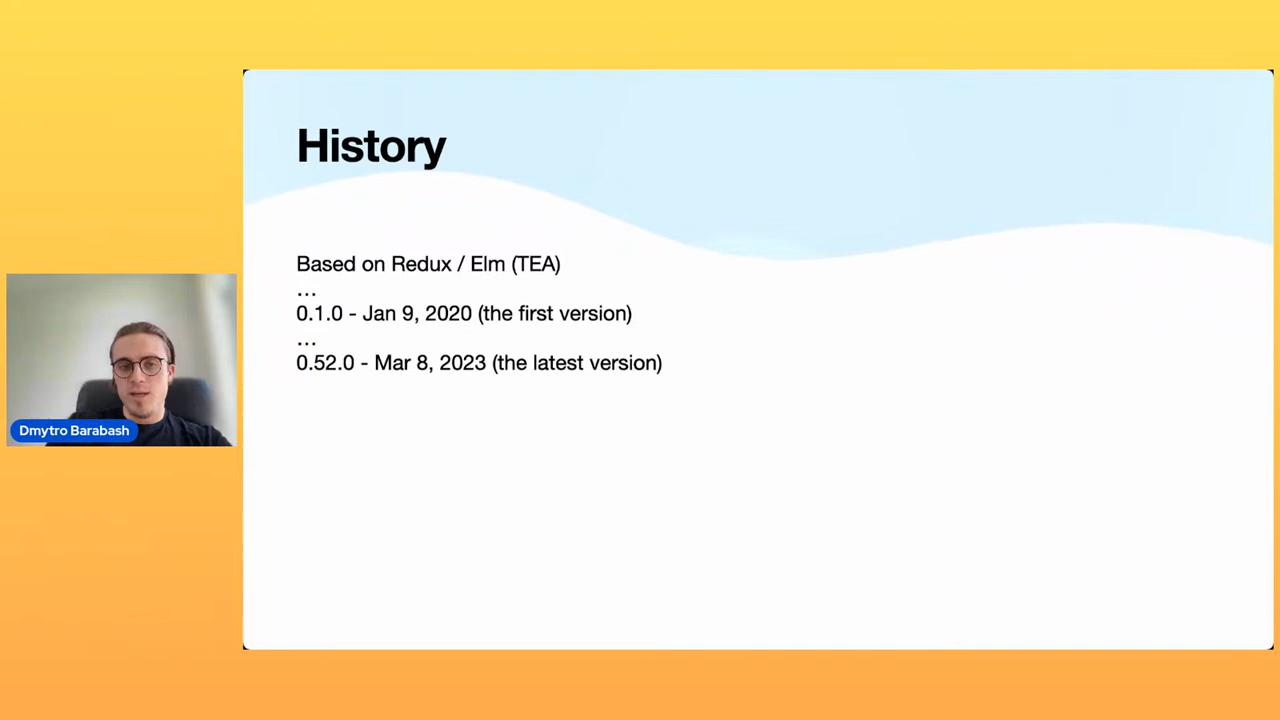 History
Based on Redux / Elm (TEA)
...
0.1.0 - Jan 9, 2020 (the first version)
...
0.52.0 - Mar 8, 2023 (the latest version)
Dmytro Barabash